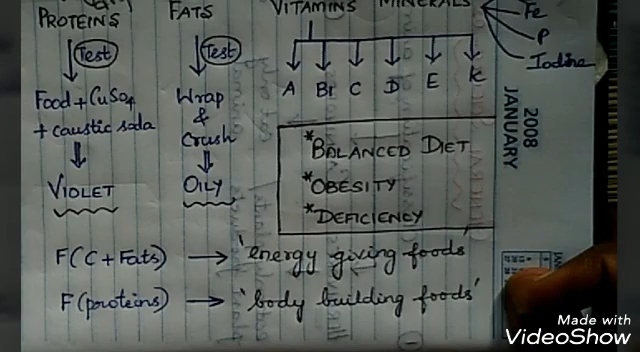 PROTEINS FATS VITAMINS MINERALS Fe
P
Iodine
Test Test
A B1 C D E K
Food + CuSO4 Wrap
+ caustic soda &
Crush
VIOLET OILY
*BALANCED DIET
*OBESITY
*DEFICIENCY
F(C + Fats) → 'energy giving foods'
F(proteins) → 'body building foods'
2008
JANUARY
Made with
VideoShow